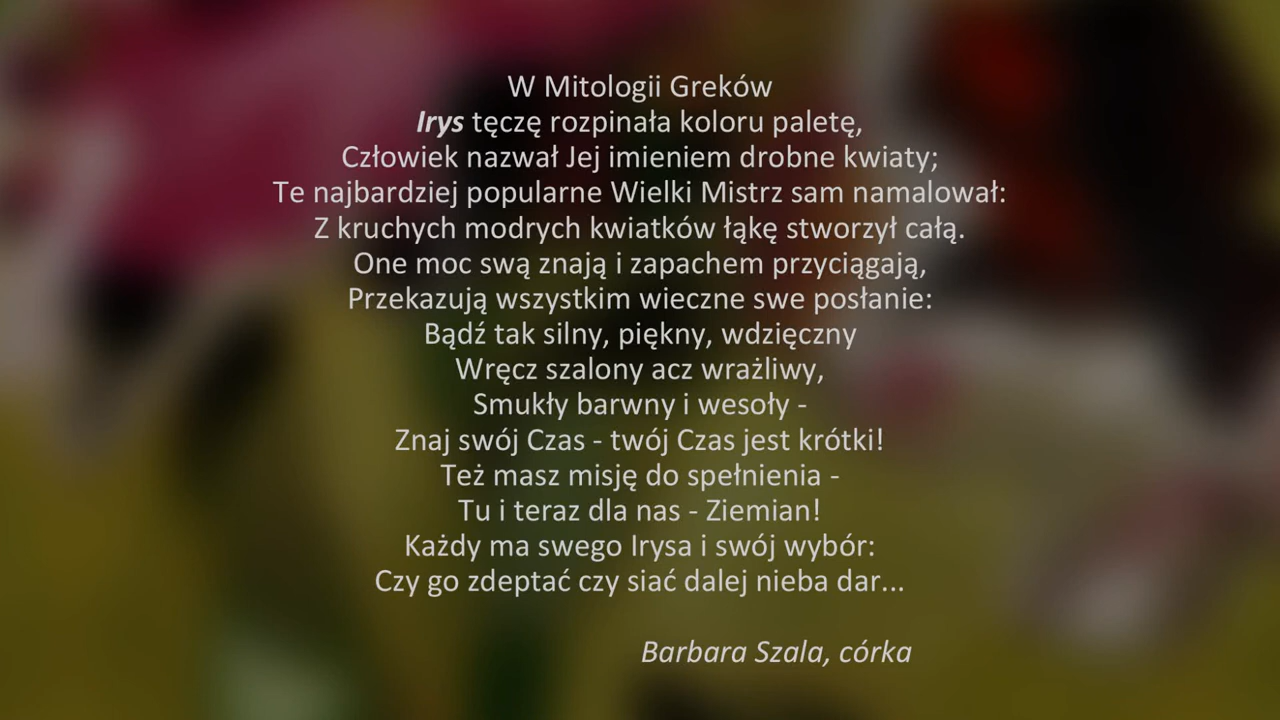 W Mitologii Greków
Irys tęczę rozpinała koloru paletę,
Człowiek nazwał Jej imieniem drobne kwiaty;
Te najbardziej popularne Wielki Mistrz sam namalował:
Z kruchych modrych kwiatków łąkę stworzył całą.
One moc swą znają i zapachem przyciągają,
Przekazują wszystkim wieczne swe posłanie:
Bądź tak silny, piękny, wdzięczny
Wręcz szalony acz wrażliwy,
Smukły barwny i wesoły -
Znaj swój Czas - twój Czas jest krótki!
Też masz misję do spełnienia -
Tu i teraz dla nas - Ziemian!
Każdy ma swego Irysa i swój wybór:
Czy go zdeptać czy siać dalej nieba dar...
Barbara Szala, córka